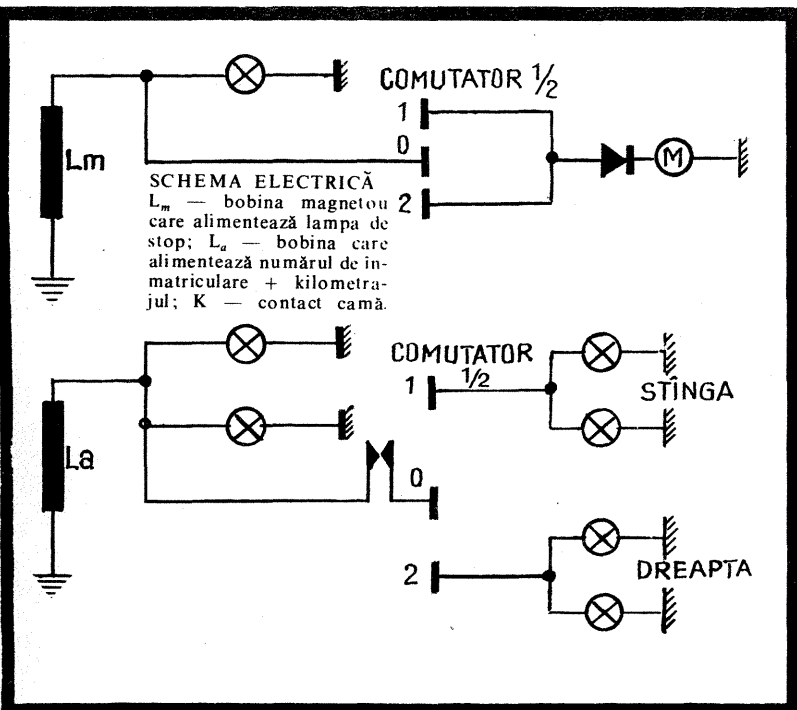 COMUTATOR 1/2
1
0
2
Lm
M
SCHEMA ELECTRICĂ
Lm — bobina magnetou
care alimentează lampa de
stop; La — bobina care
alimentează numărul de în-
matriculare + kilometra-
jul; K — contact camă.
COMUTATOR
1/2
1
STÎNGA
La
0
2
DREAPTA